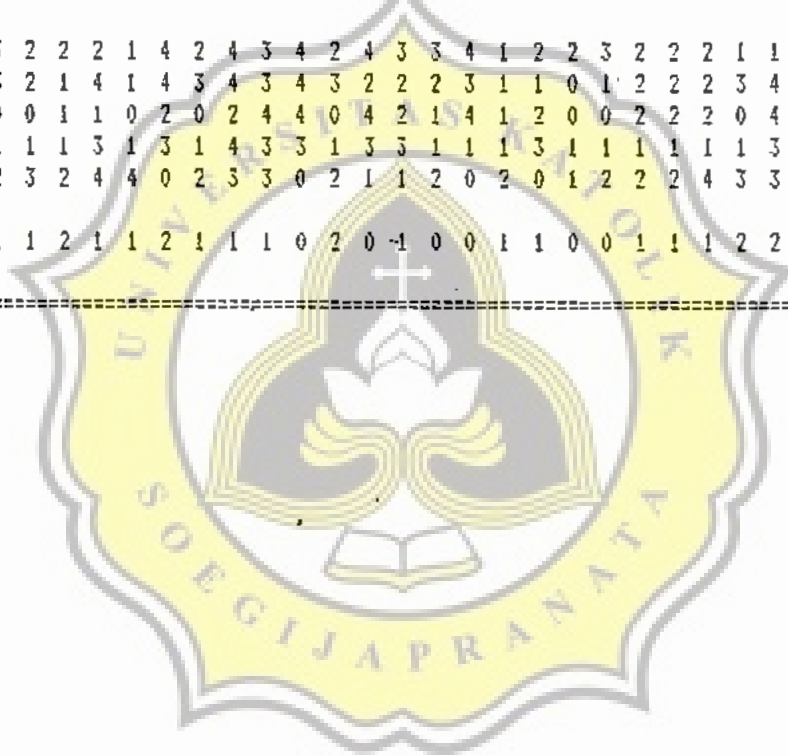 2 2 2 1 4 2 4 3 4 2 4 3 3 4 1 2 2 3 2 2 2 1 1
2 1 4 1 4 3 4 3 4 3 2 2 2 3 1 1 0 1 2 2 2 3 4
0 1 1 0 2 0 2 4 4 0 4 2 1 4 1 2 0 0 2 2 2 0 4
1 1 3 1 3 1 4 3 3 1 3 3 1 1 1 3 1 1 1 1 1 1 3
3 2 4 4 0 2 3 3 0 2 1 1 2 0 2 0 1 2 2 2 4 3 3
1 2 1 1 2 1 1 1 0 2 0 -1 0 0 1 1 0 0 1 1 1 2 2
UNIVERSITAS KATOLIK
SOEGIJAPRANATA